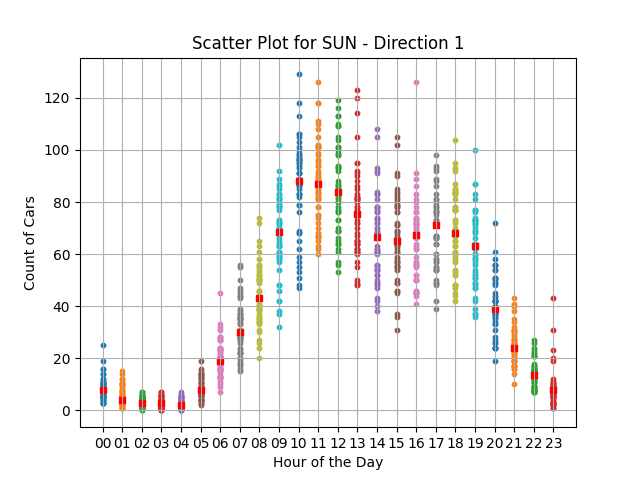 Scatter Plot for SUN - Direction 1
120
100
80
60
40
20
0
Count of Cars
00 01 02 03 04 05 06 07 08 09 10 11 12 13 14 15 16 17 18 19 20 21 22 23
Hour of the Day